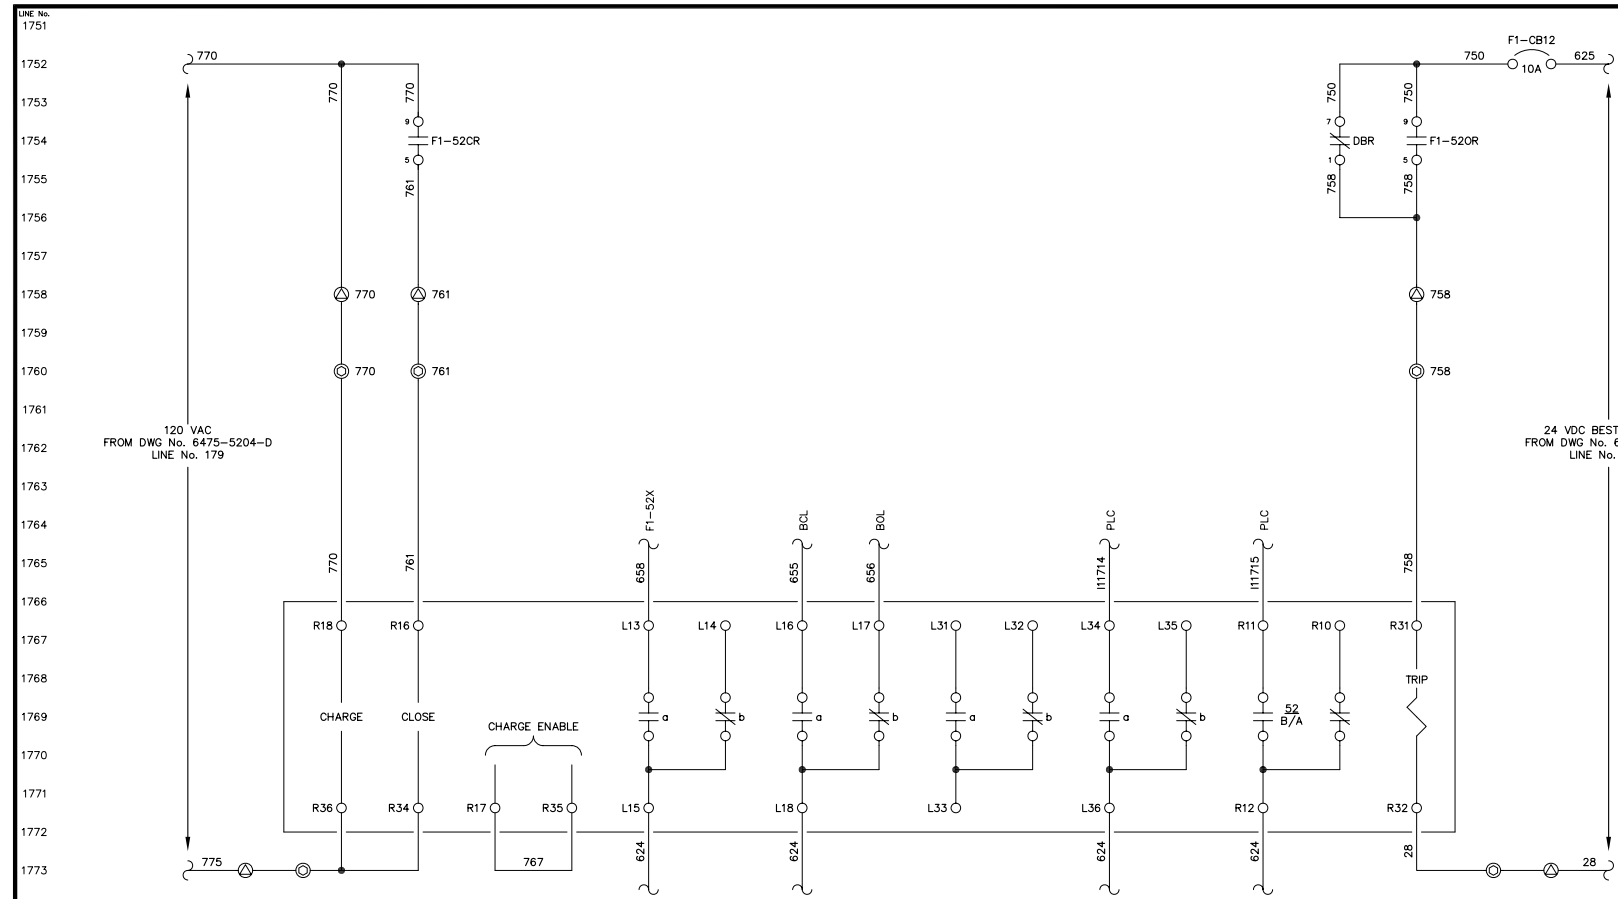 LINE No.
1751
1752
1753
1754
1755
1756
1757
1758
1759
1760
1761
1762
1763
1764
1765
1766
1767
1768
1769
1770
1771
1772
1773
770
770
770
9
F1-52CR
5
761
770
761
770
761
120 VAC
FROM DWG No. 6475-5204-D
LINE No. 179
770
761
F1-CB12
750
10A
625
750
750
7
9
DBR
F1-52OR
1
5
758
758
758
758
24 VDC BEST
FROM DWG No. 6
LINE No.
F1-52X
BCL
BOL
PLC
PLC
658
655
656
I11714
I11715
758
R18
R16
L13
L14
L16
L17
L31
L32
L34
L35
R11
R10
R31
TRIP
CHARGE
CLOSE
CHARGE ENABLE
a
b
a
b
a
b
a
b
52
B/A
R36
R34
R17
R35
L15
L18
L33
L36
R12
R32
775
767
624
624
624
624
28
28